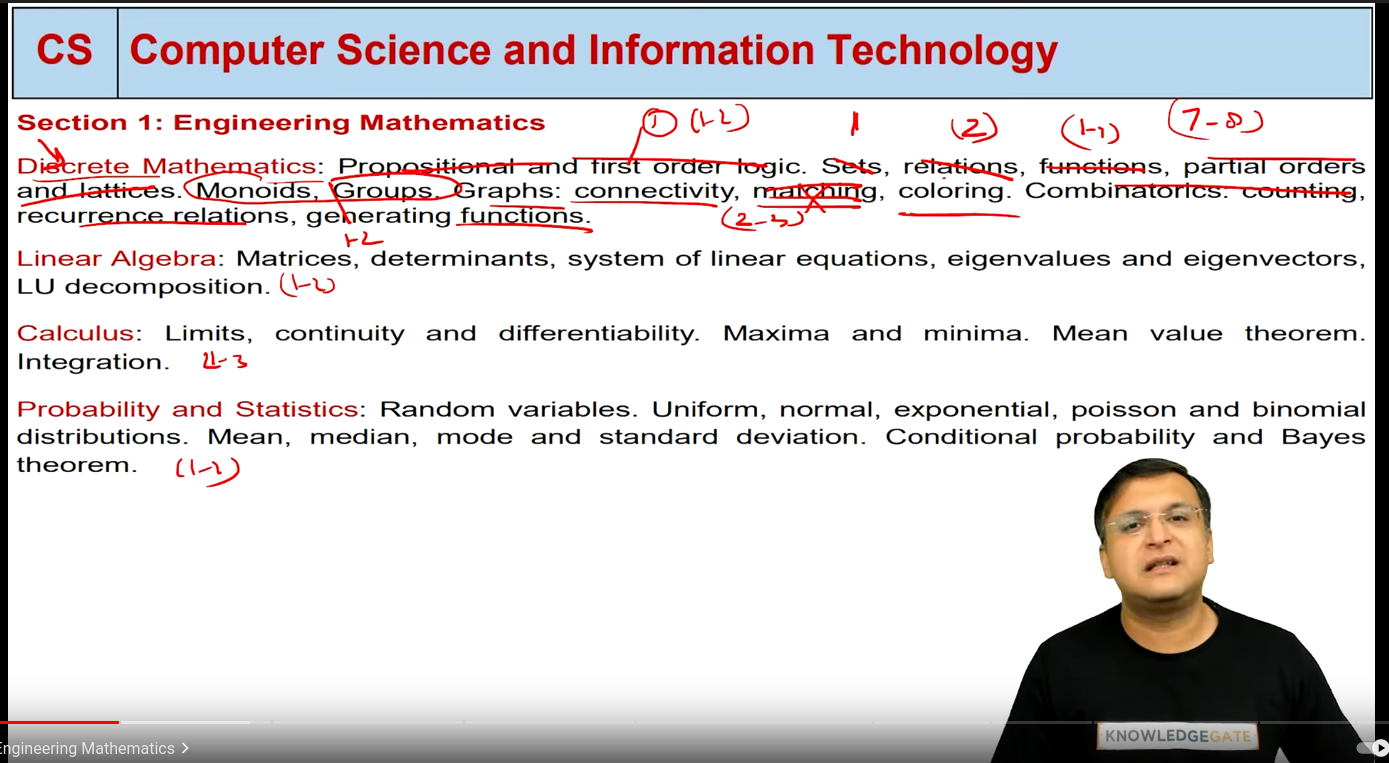 CS Computer Science and Information Technology
Section 1: Engineering Mathematics
① (1-2) 1 (2) (1-2) (7-8)
Discrete Mathematics: Propositional and first order logic. Sets, relations, functions, partial orders
and lattices. Monoids, Groups. Graphs: connectivity, matching, coloring. Combinatorics: counting,
recurrence relations, generating functions.
(2-3)
1-2
Linear Algebra: Matrices, determinants, system of linear equations, eigenvalues and eigenvectors,
LU decomposition. (1-2)
Calculus: Limits, continuity and differentiability. Maxima and minima. Mean value theorem.
Integration.
Probability and Statistics: Random variables. Uniform, normal, exponential, poisson and binomial
distributions. Mean, median, mode and standard deviation. Conditional probability and Bayes
theorem. (1-2)
KNOWLEDGEGATE
Engineering Mathematics >